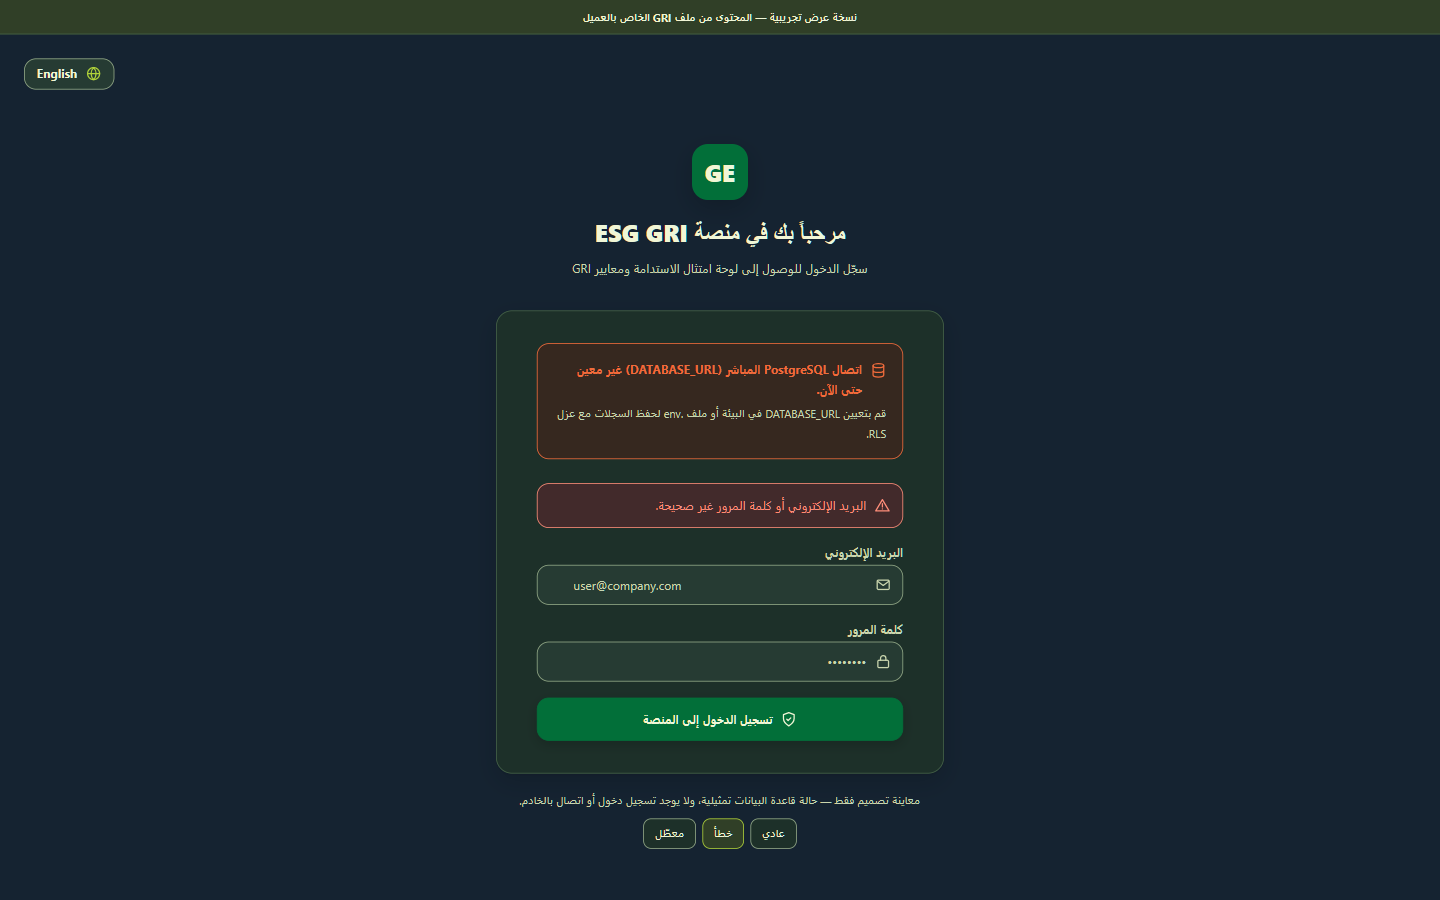 نسخة عرض تجريبية — المحتوى من ملف GRI الخاص بالعميل
English
GE
مرحباً بك في منصة ESG GRI
سجّل الدخول للوصول إلى لوحة امتثال الاستدامة ومعايير GRI
اتصال PostgreSQL المباشر (DATABASE_URL) غير معين
حتى الآن.
قم بتعيين DATABASE_URL في البيئة أو ملف .env لحفظ السجلات مع عزل
RLS.
البريد الإلكتروني أو كلمة المرور غير صحيحة.
البريد الإلكتروني
user@company.com
كلمة المرور
••••••••
تسجيل الدخول إلى المنصة
معاينة تصميم فقط — حالة قاعدة البيانات تمثيلية، ولا يوجد تسجيل دخول أو اتصال بالخادم.
عادي
خطأ
معطّل